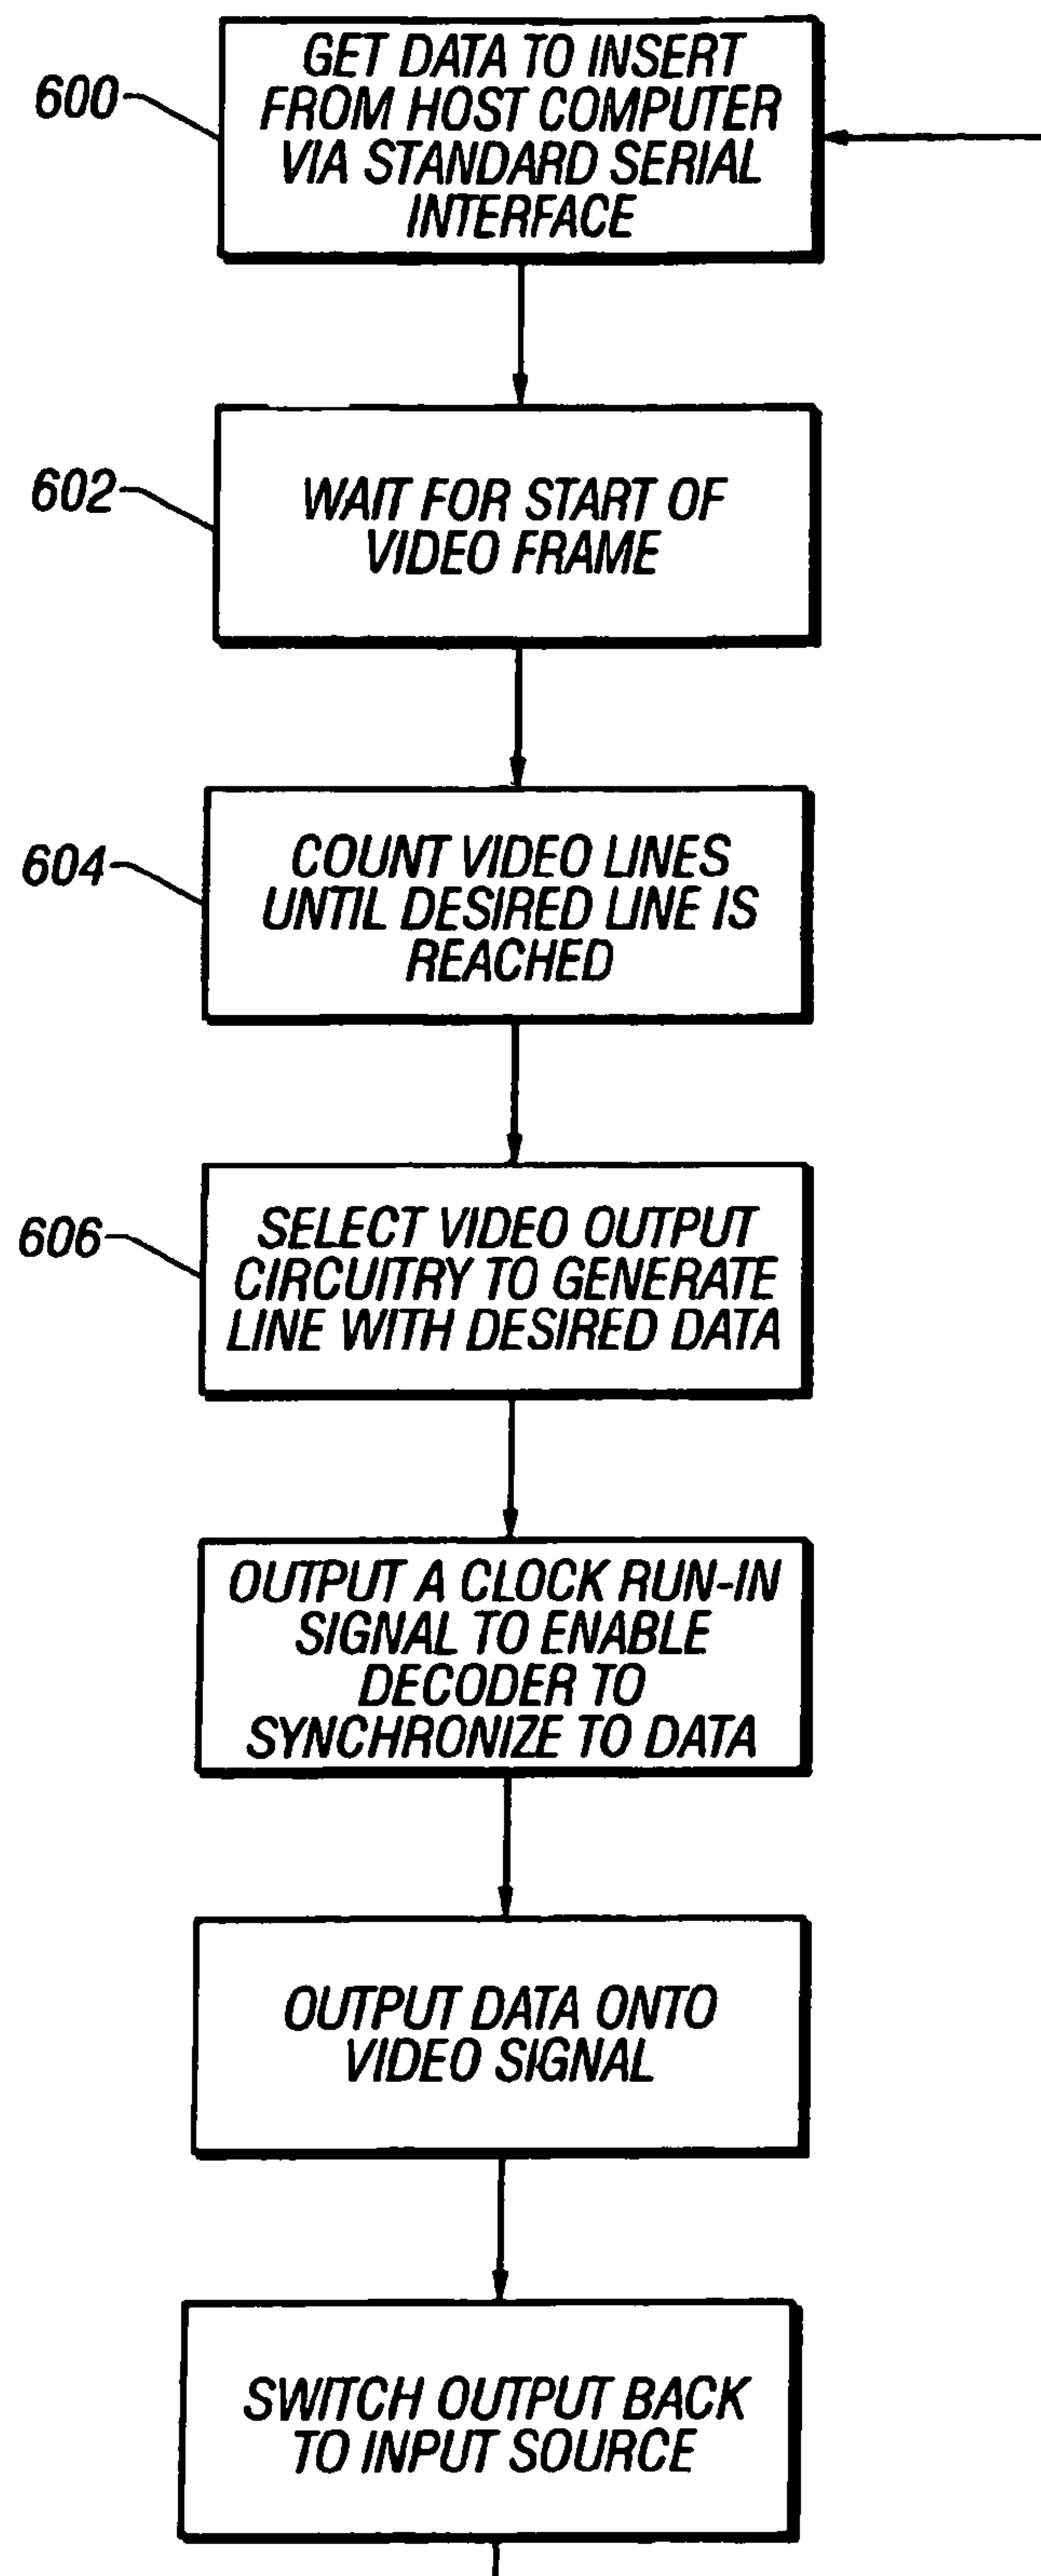 600
GET DATA TO INSERT
FROM HOST COMPUTER
VIA STANDARD SERIAL
INTERFACE
602
WAIT FOR START OF
VIDEO FRAME
604
COUNT VIDEO LINES
UNTIL DESIRED LINE IS
REACHED
606
SELECT VIDEO OUTPUT
CIRCUITRY TO GENERATE
LINE WITH DESIRED DATA
OUTPUT A CLOCK RUN-IN
SIGNAL TO ENABLE
DECODER TO
SYNCHRONIZE TO DATA
OUTPUT DATA ONTO
VIDEO SIGNAL
SWITCH OUTPUT BACK
TO INPUT SOURCE